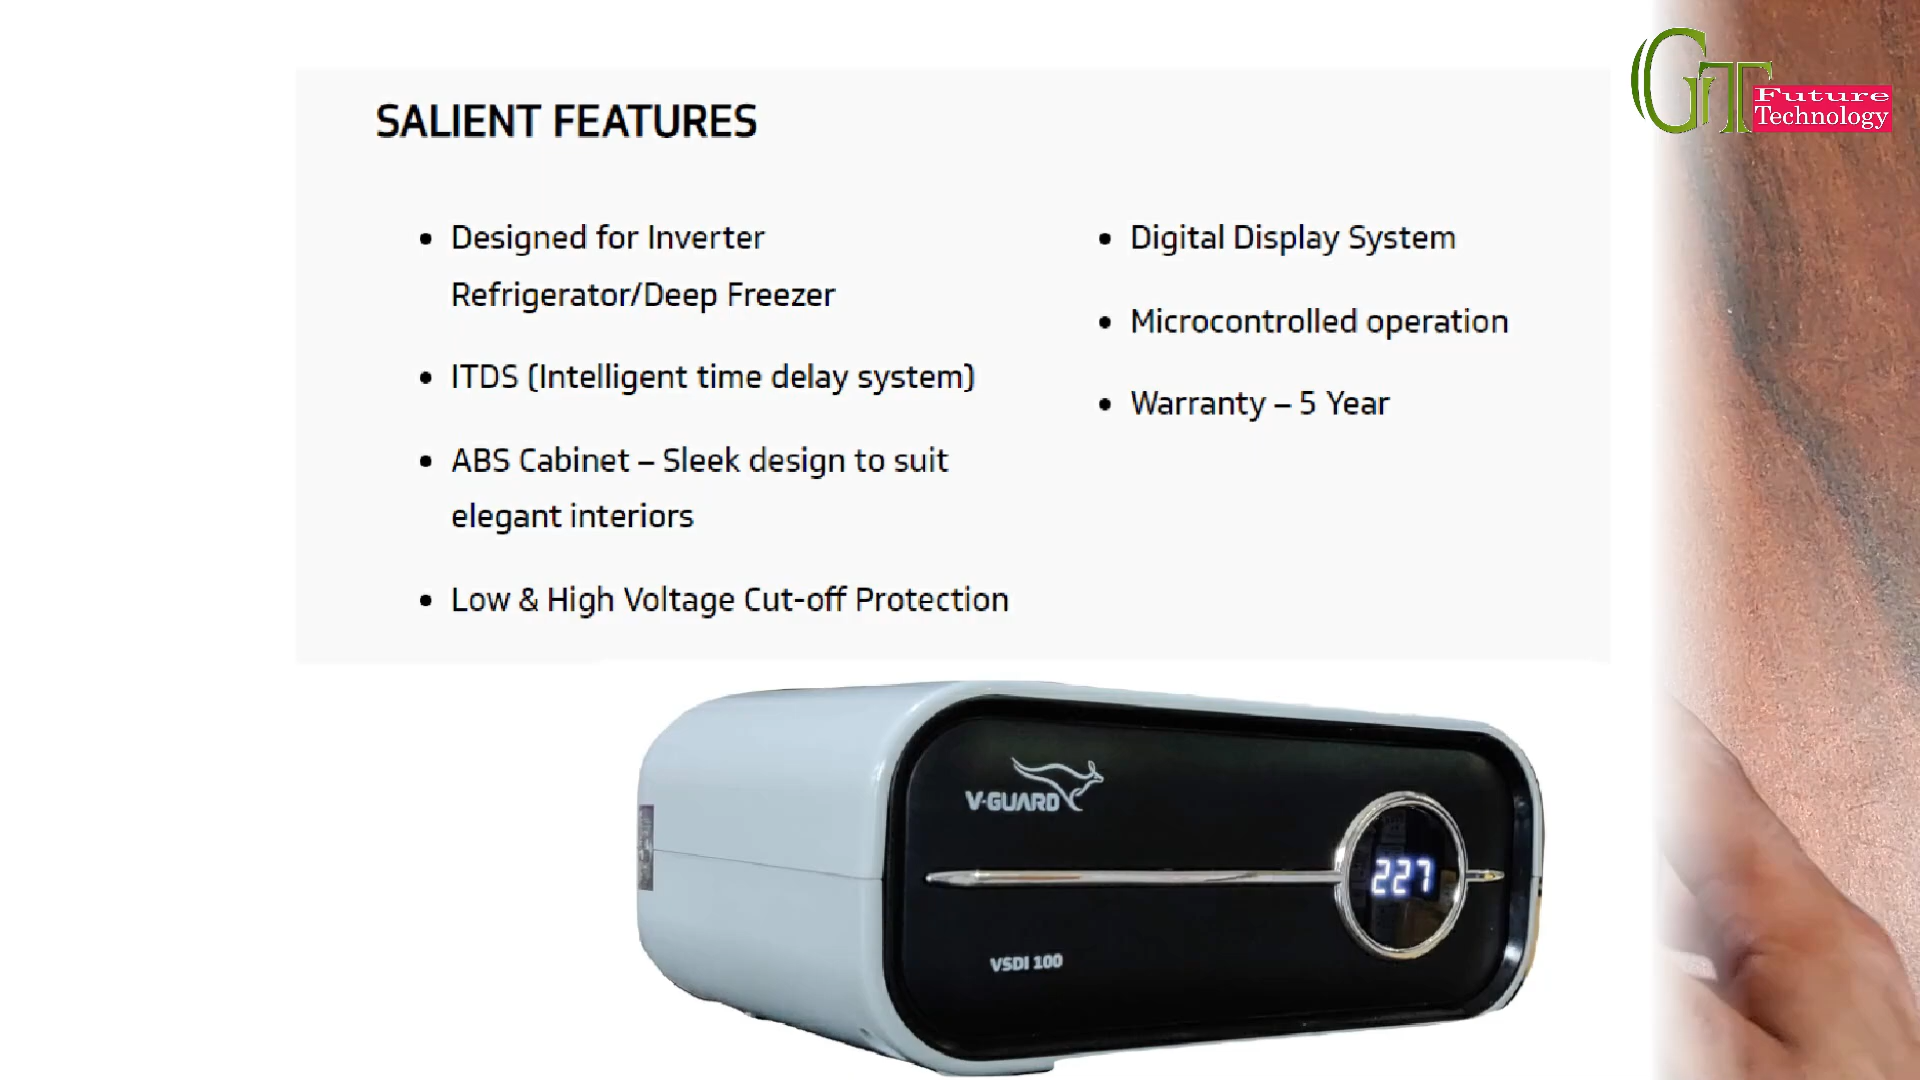 SALIENT FEATURES
Designed for Inverter
Refrigerator/Deep Freezer
ITDS (Intelligent time delay system)
ABS Cabinet – Sleek design to suit
elegant interiors
Low & High Voltage Cut-off Protection
Digital Display System
Microcontrolled operation
Warranty – 5 Year
GT
Future
Technology
V-GUARD
227
VSDI 100